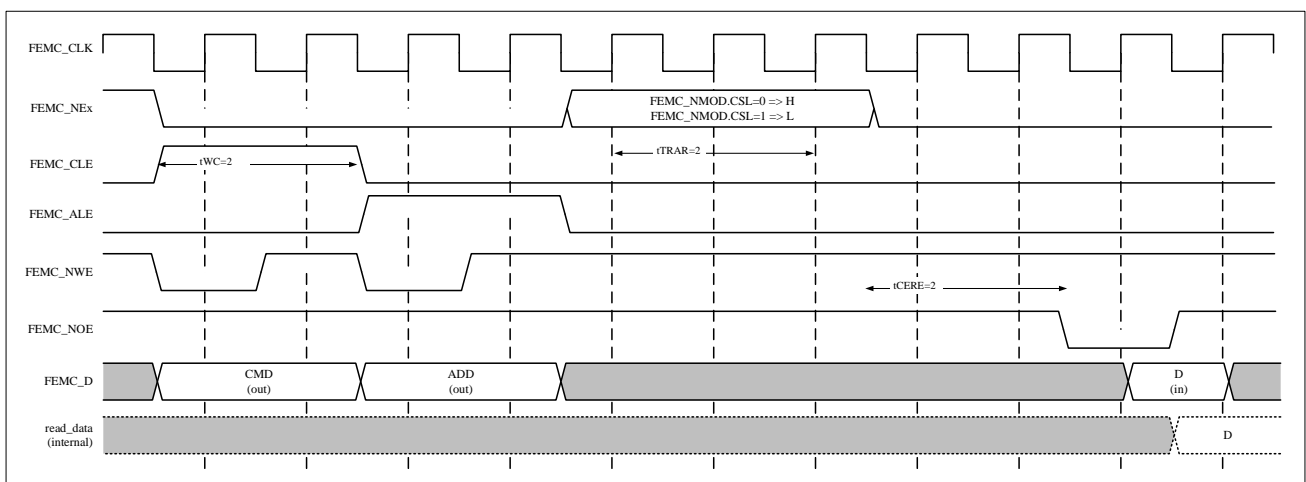 FEMC_CLK
FEMC_NEx
FEMC_NMOD.CSL=0 => H
FEMC_NMOD.CSL=1 => L
FEMC_CLE
tWC=2
tTRAR=2
FEMC_ALE
FEMC_NWE
tCERE=2
FEMC_NOE
FEMC_D
CMD
(out)
ADD
(out)
D
(in)
read_data
(internal)
D